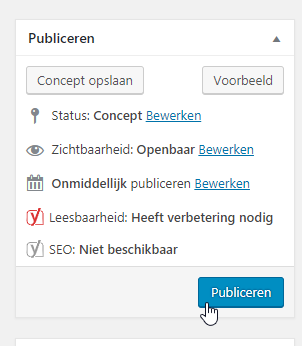 Publiceren
Concept opslaan Voorbeeld
Status: Concept Bewerken
Zichtbaarheid: Openbaar Bewerken
Onmiddellijk publiceren Bewerken
Leesbaarheid: Heeft verbetering nodig
SEO: Niet beschikbaar
Publiceren